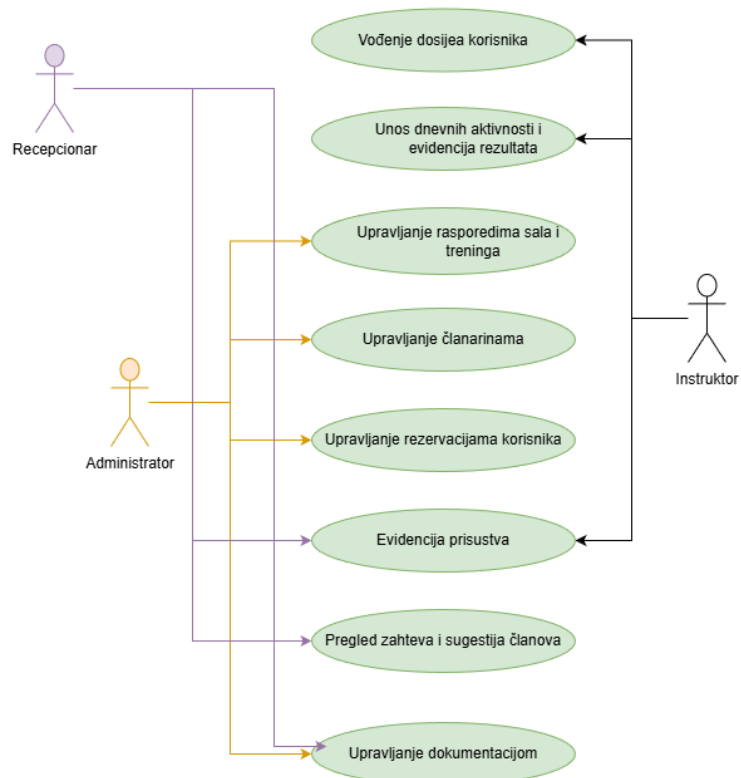 Vođenje dosijea korisnika
Recepcionar
Unos dnevnih aktivnosti i
evidencija rezultata
Upravljanje rasporedima sala i
treninga
Upravljanje članarinama
Instruktor
Administrator
Upravljanje rezervacijama korisnika
Evidencija prisustva
Pregled zahteva i sugestija članova
Upravljanje dokumentacijom